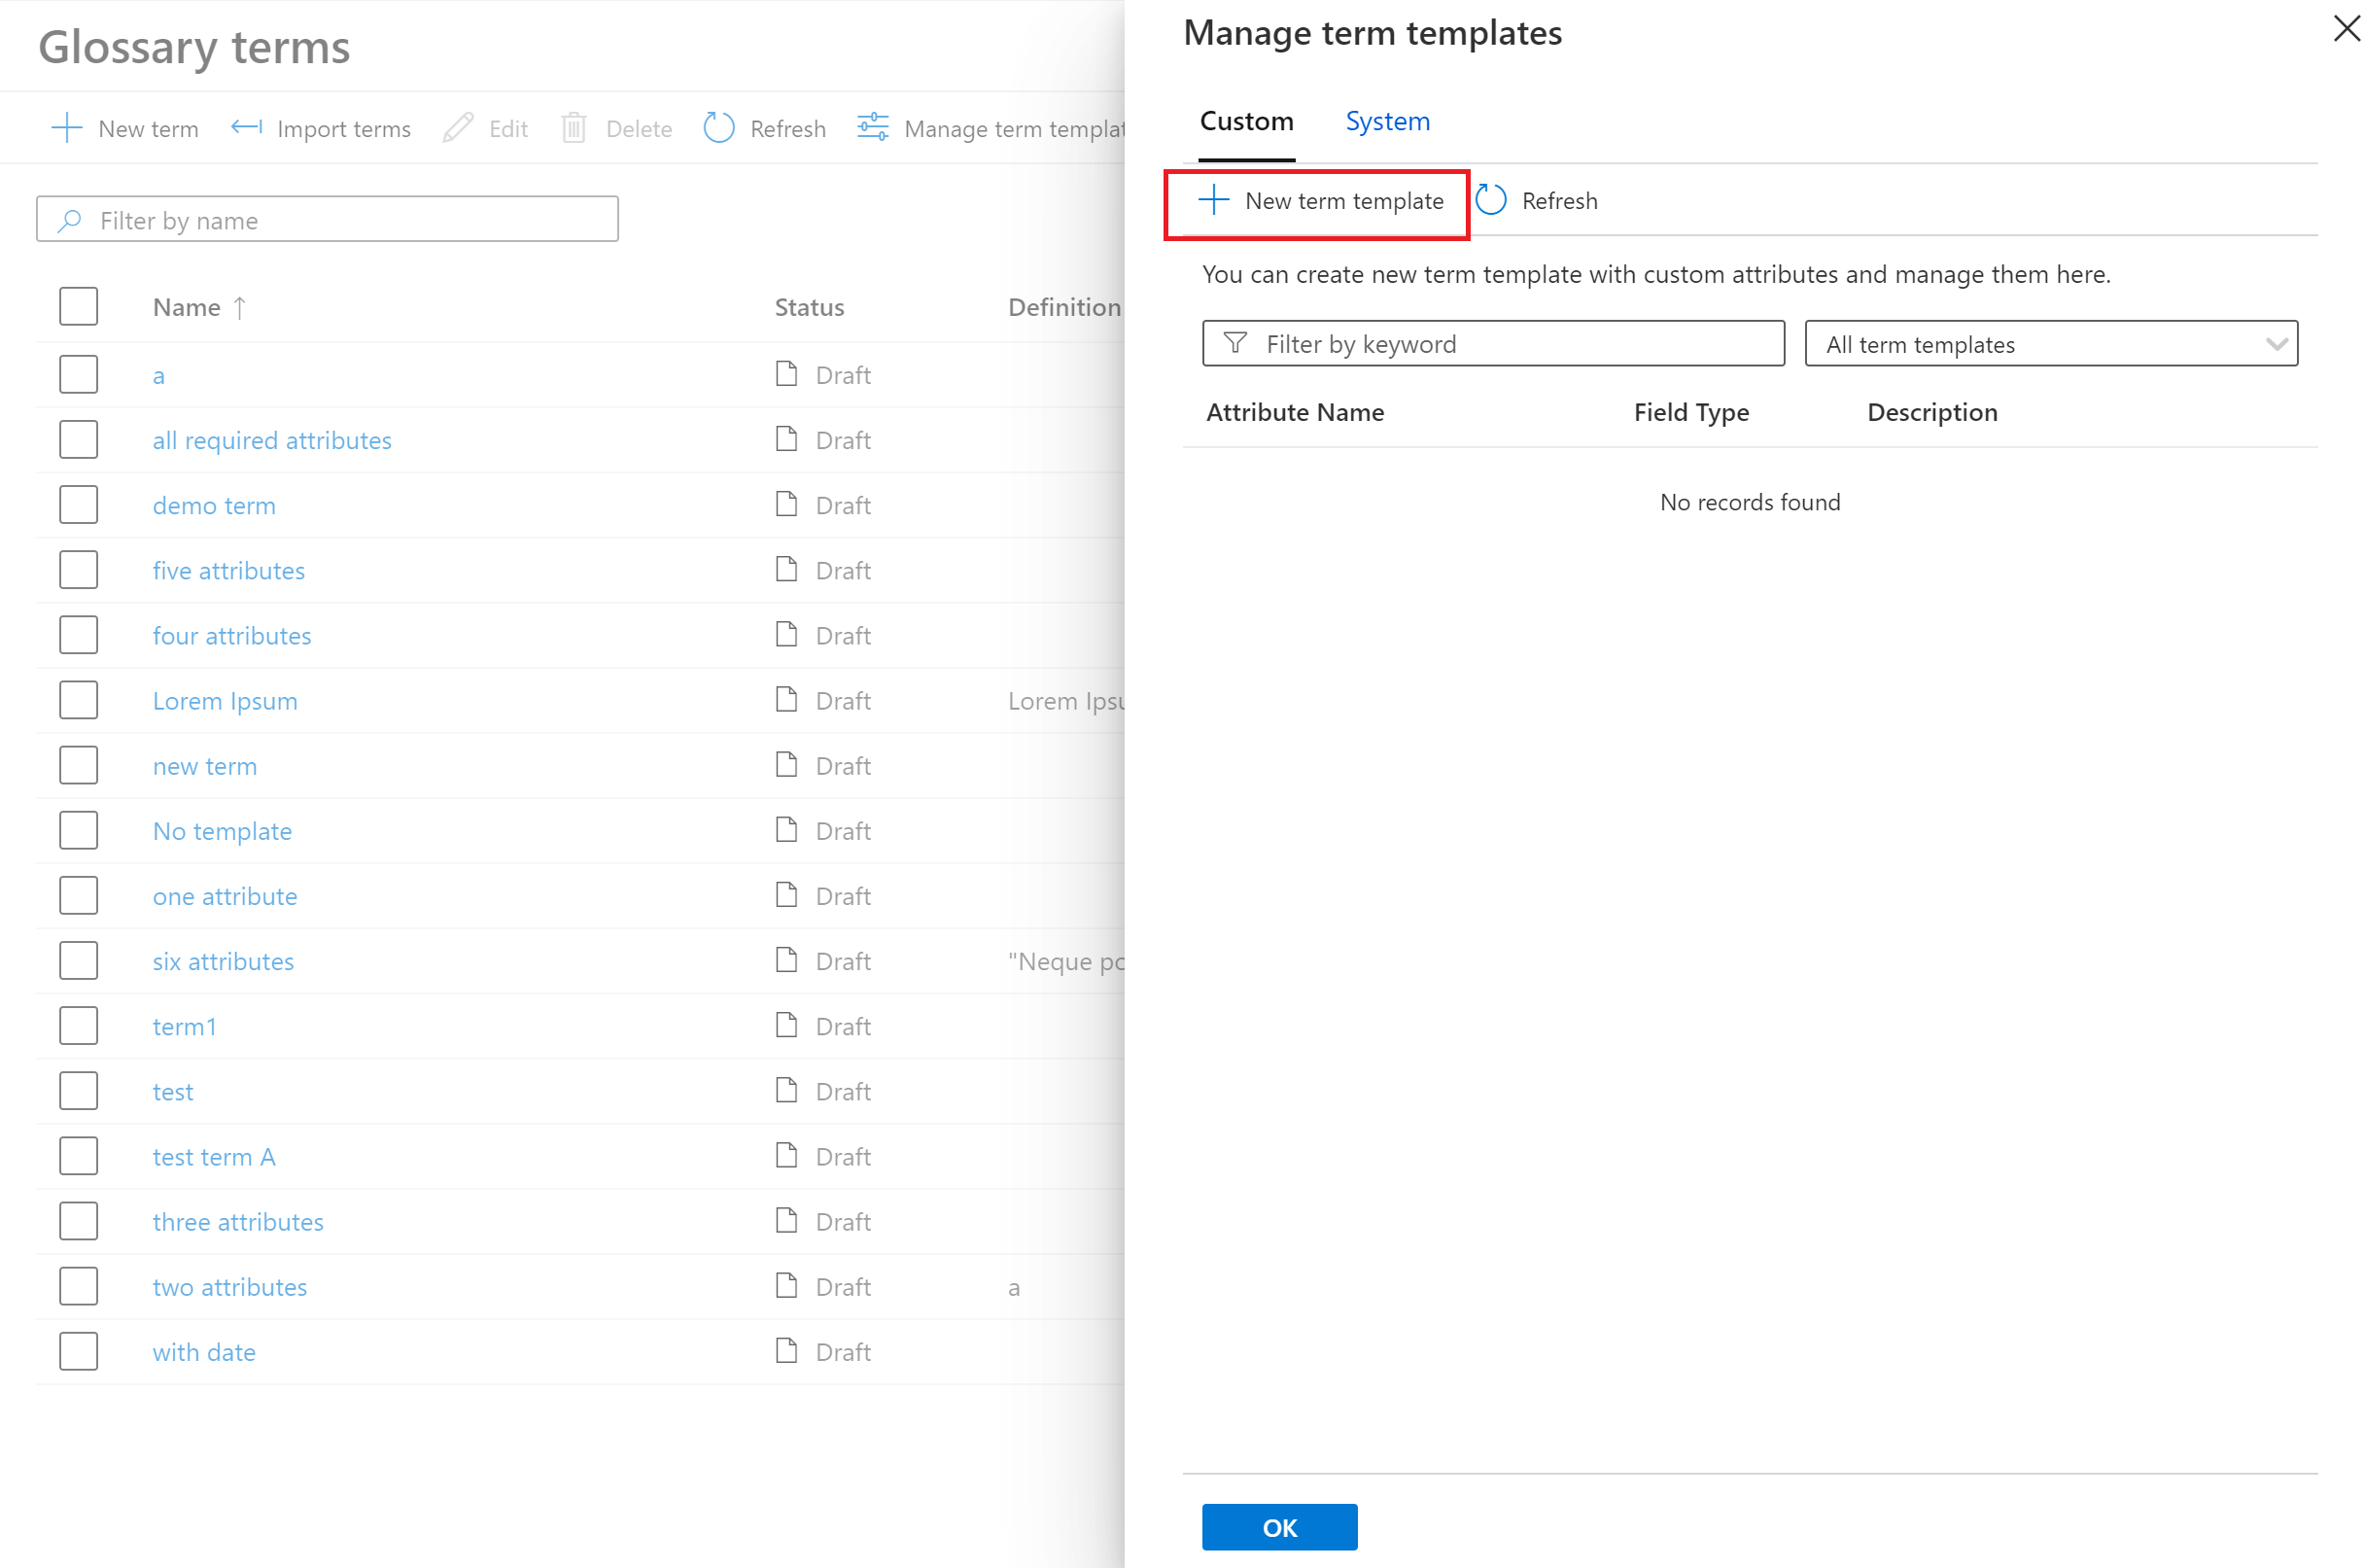 Glossary terms
New term Import terms Edit Delete Refresh Manage term templat
Filter by name
Name ↑ Status Definition
a Draft
all required attributes Draft
demo term Draft
five attributes Draft
four attributes Draft
Lorem Ipsum Draft Lorem Ipsu
new term Draft
No template Draft
one attribute Draft
six attributes Draft "Neque po
term1 Draft
test Draft
test term A Draft
three attributes Draft
two attributes Draft a
with date Draft
Manage term templates
Custom System
New term template Refresh
You can create new term template with custom attributes and manage them here.
Filter by keyword All term templates
Attribute Name Field Type Description
No records found
OK